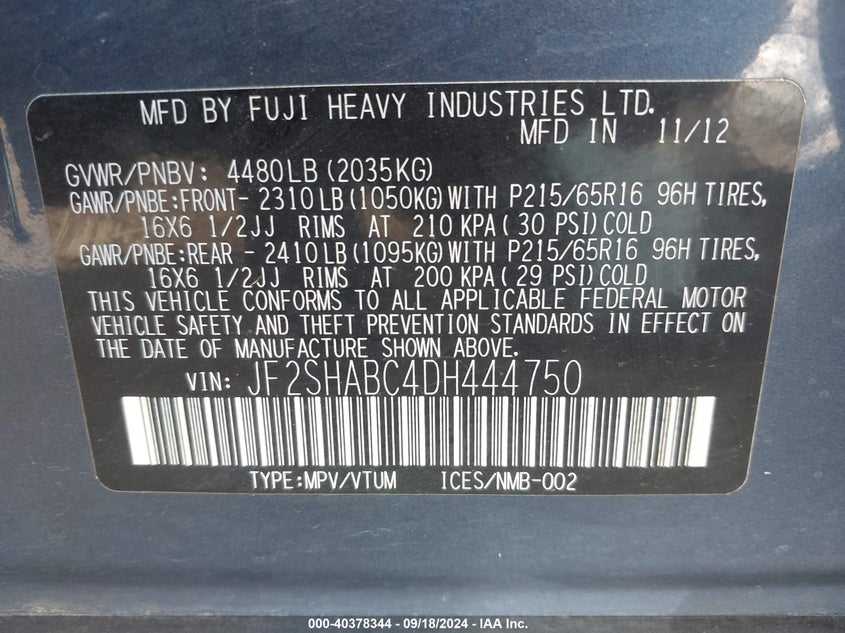 MFD BY FUJI HEAVY INDUSTRIES LTD.
MFD IN 11/12
GVWR/PNBV: 4480LB (2035KG)
GAWR/PNBE:FRONT- 2310LB (1050KG) WITH P215/65R16 96H TIRES,
16X6 1/2JJ RIMS AT 210 KPA( 30 PSI) COLD
GAWR/PNBE:REAR - 2410LB (1095KG) WITH P215/65R16 96H TIRES,
16X6 1/2JJ RIMS AT 200 KPA( 29 PSI) COLD
THIS VEHICLE CONFORMS TO ALL APPLICABLE FEDERAL MOTOR
VEHICLE SAFETY AND THEFT PREVENTION STANDARDS IN EFFECT ON
THE DATE OF MANUFACTURE SHOWN ABOVE.
VIN: JF2SHABC4DH444750
TYPE:MPV/VTUM ICES/NMB-002
000-40378344 - 09/18/2024 - IAA Inc.